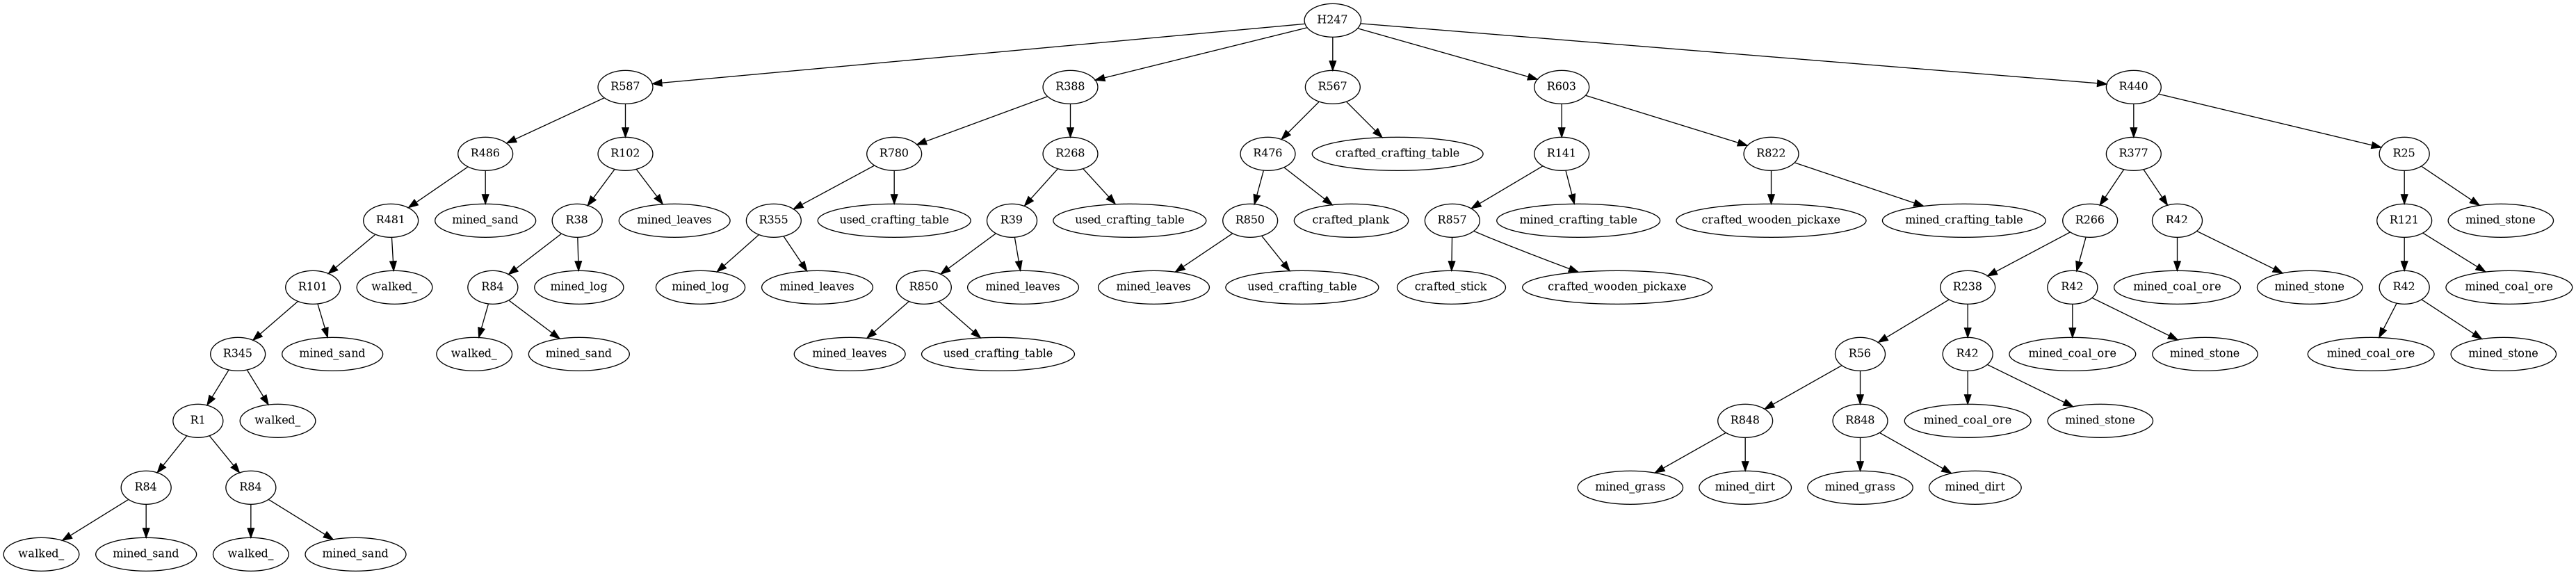 H247
R587 R388 R567 R603 R440
R486 R102 R780 R268 R476 crafted_crafting_table R141 R822 R377 R25
R481 mined_sand R38 mined_leaves R355 used_crafting_table R39 used_crafting_table R850 crafted_plank R857 mined_crafting_table crafted_wooden_pickaxe mined_crafting_table R266 R42 R121 mined_stone
R101 walked_ R84 mined_log mined_log mined_leaves R850 mined_leaves mined_leaves used_crafting_table crafted_stick crafted_wooden_pickaxe R238 R42 mined_coal_ore mined_stone R42 mined_coal_ore
R345 mined_sand walked_ mined_sand mined_leaves used_crafting_table R56 R42 mined_coal_ore mined_stone mined_coal_ore mined_stone
R1 walked_ R848 R848 mined_coal_ore mined_stone
R84 R84 mined_grass mined_dirt mined_grass mined_dirt
walked_ mined_sand walked_ mined_sand